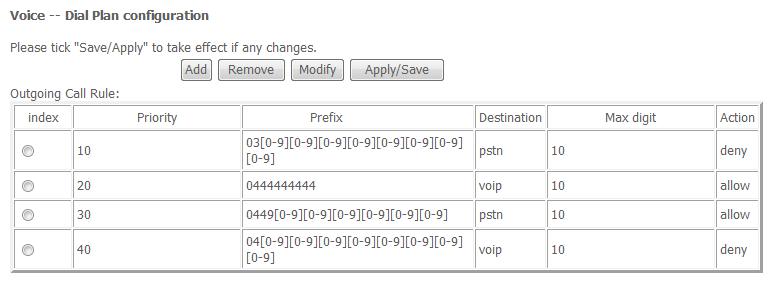 Voice -- Dial Plan configuration
Please tick "Save/Apply" to take effect if any changes.
Add Remove Modify Apply/Save
Outgoing Call Rule:
index Priority Prefix Destination Max digit Action
10 03[0-9][0-9][0-9][0-9][0-9][0-9][0-9] pstn 10 deny
[0-9]
20 0444444444 voip 10 allow
30 0449[0-9][0-9][0-9][0-9][0-9][0-9] pstn 10 allow
40 04[0-9][0-9][0-9][0-9][0-9][0-9][0-9] voip 10 deny
[0-9]